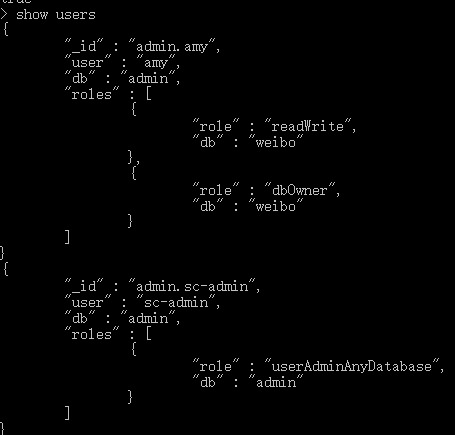 true
> show users
{
"_id" : "admin.amy",
"user" : "amy",
"db" : "admin",
"roles" : [
{
"role" : "readWrite",
"db" : "weibo"
},
{
"role" : "dbOwner",
"db" : "weibo"
}
]
}
{
"_id" : "admin.sc-admin",
"user" : "sc-admin",
"db" : "admin",
"roles" : [
{
"role" : "userAdminAnyDatabase",
"db" : "admin"
}
]
}